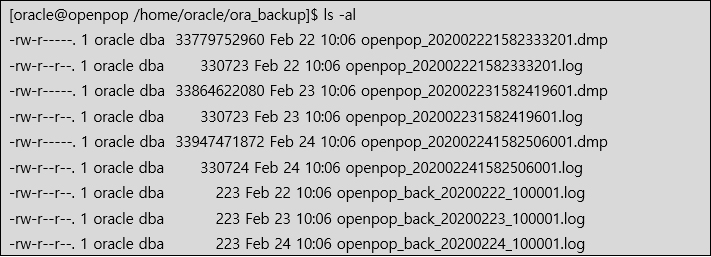 [oracle@openpop /home/oracle/ora_backup]$ ls -al
-rw-r-----. 1 oracle dba 33779752960 Feb 22 10:06 openpop_202002221582333201.dmp
-rw-r--r--. 1 oracle dba 330723 Feb 22 10:06 openpop_202002221582333201.log
-rw-r-----. 1 oracle dba 33864622080 Feb 23 10:06 openpop_202002231582419601.dmp
-rw-r--r--. 1 oracle dba 330723 Feb 23 10:06 openpop_202002231582419601.log
-rw-r-----. 1 oracle dba 33947471872 Feb 24 10:06 openpop_202002241582506001.dmp
-rw-r--r--. 1 oracle dba 330724 Feb 24 10:06 openpop_202002241582506001.log
-rw-r--r--. 1 oracle dba 223 Feb 22 10:06 openpop_back_20200222_100001.log
-rw-r--r--. 1 oracle dba 223 Feb 23 10:06 openpop_back_20200223_100001.log
-rw-r--r--. 1 oracle dba 223 Feb 24 10:06 openpop_back_20200224_100001.log